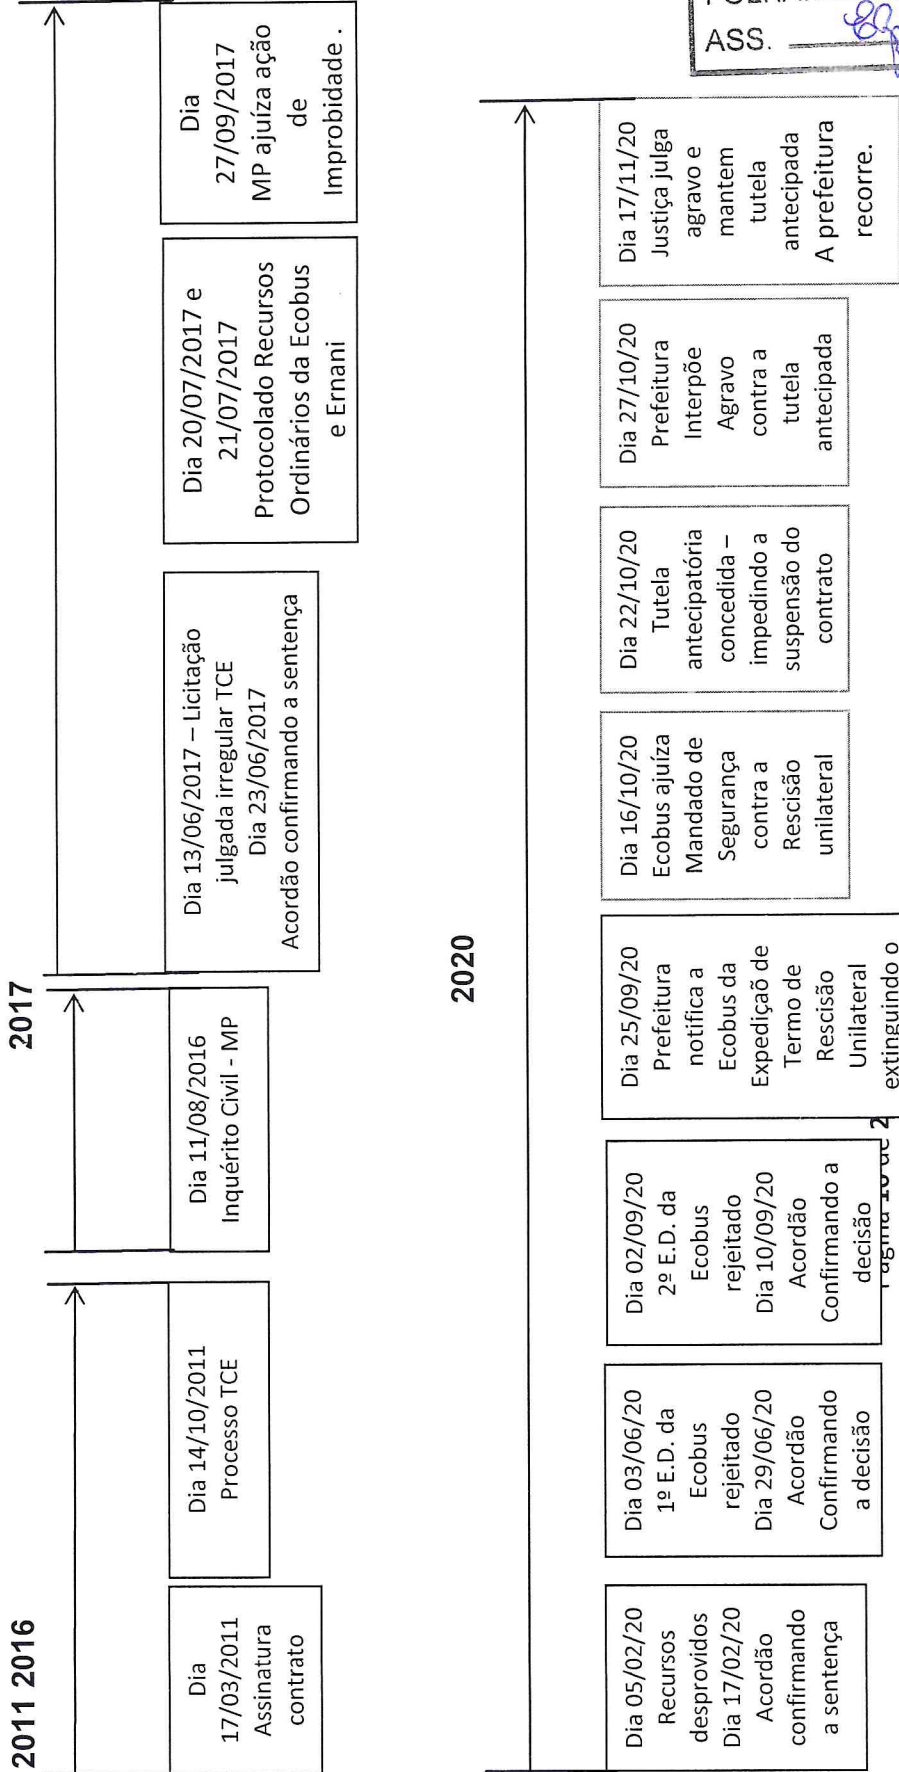 2011 2016
2017
Dia
17/03/2011
Assinatura
contrato
Dia 14/10/2011
Processo TCE
Dia 11/08/2016
Inquérito Civil - MP
Dia 13/06/2017 – Licitação
julgada irregular TCE
Dia 23/06/2017
Acordão confirmando a sentença
Dia 20/07/2017 e
21/07/2017
Protocolado Recursos
Ordinários da Ecobus
e Ernani
Dia
27/09/2017
MP ajuíza ação
de
Improbidade .
2020
Dia 05/02/20
Recursos
desprovidos
Dia 17/02/20
Acordão
confirmando
a sentença
Dia 03/06/20
1º E.D. da
Ecobus
rejeitado
Dia 29/06/20
Acordão
Confirmando
a decisão
Dia 02/09/20
2º E.D. da
Ecobus
rejeitado
Dia 10/09/20
Acordão
Confirmando a
decisão
Dia 25/09/20
Prefeitura
notifica a
Ecobus da
Expediçaõ de
Termo de
Rescisão
Unilateral
extinguindo o
Dia 16/10/20
Ecobus ajuíza
Mandado de
Segurança
contra a
Rescisão
unilateral
Dia 22/10/20
Tutela
antecipatória
concedida –
impedindo a
suspensão do
contrato
Dia 27/10/20
Prefeitura
Interpõe
Agravo
contra a
tutela
antecipada
Dia 17/11/20
Justiça julga
agravo e
mantem
tutela
antecipada
A prefeitura
recorre.
ASS.